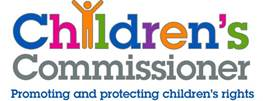 Children's
Commissioner
Promoting and protecting children's rights